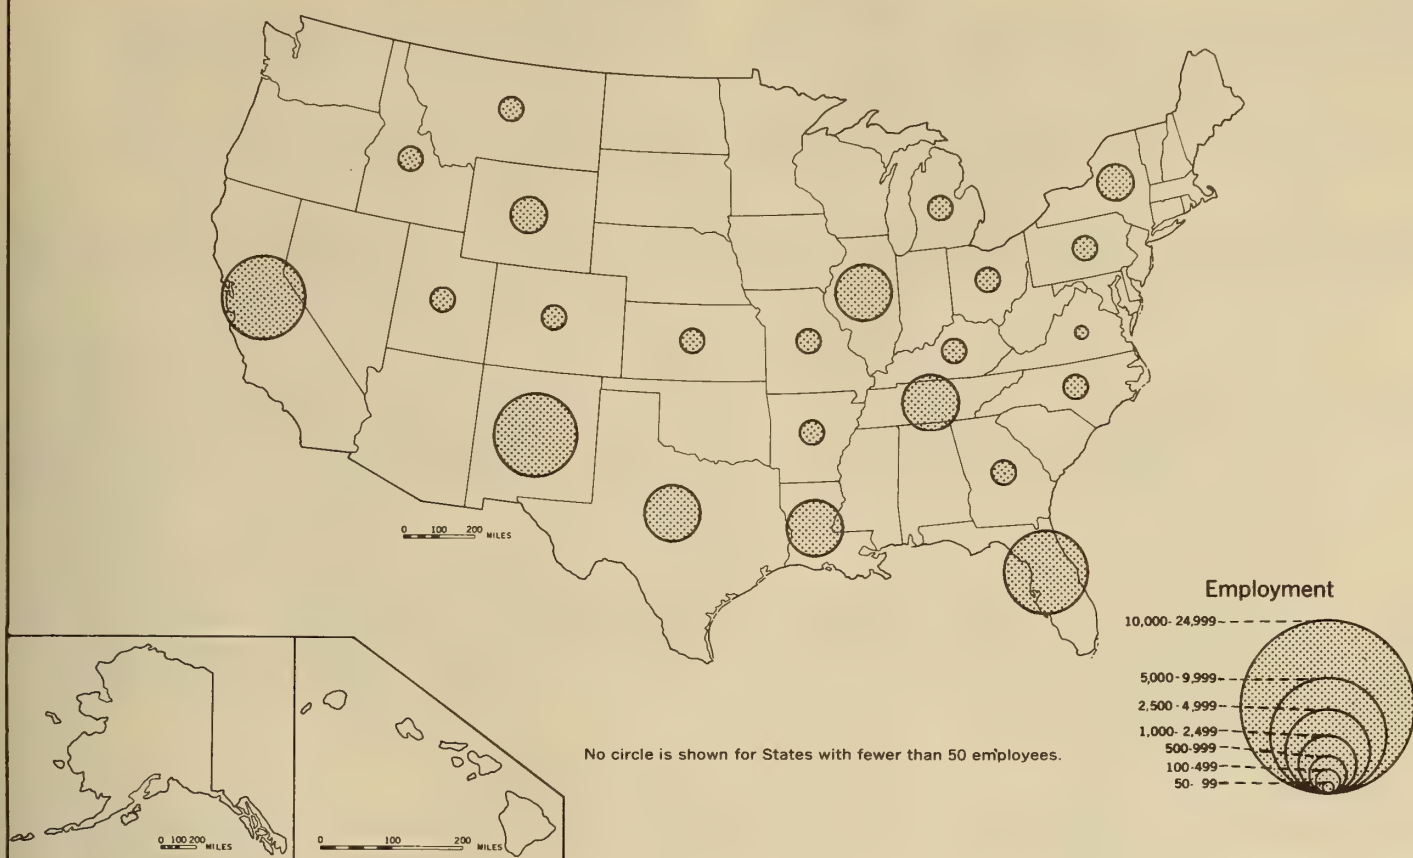 0 100 200 MILES
Employment
10,000-24,999
5,000-9,999
2,500-4,999
1,000-2,499
500-999
100-499
50-99
No circle is shown for States with fewer than 50 employees.
0 100 200 MILES
0 100 200 MILES